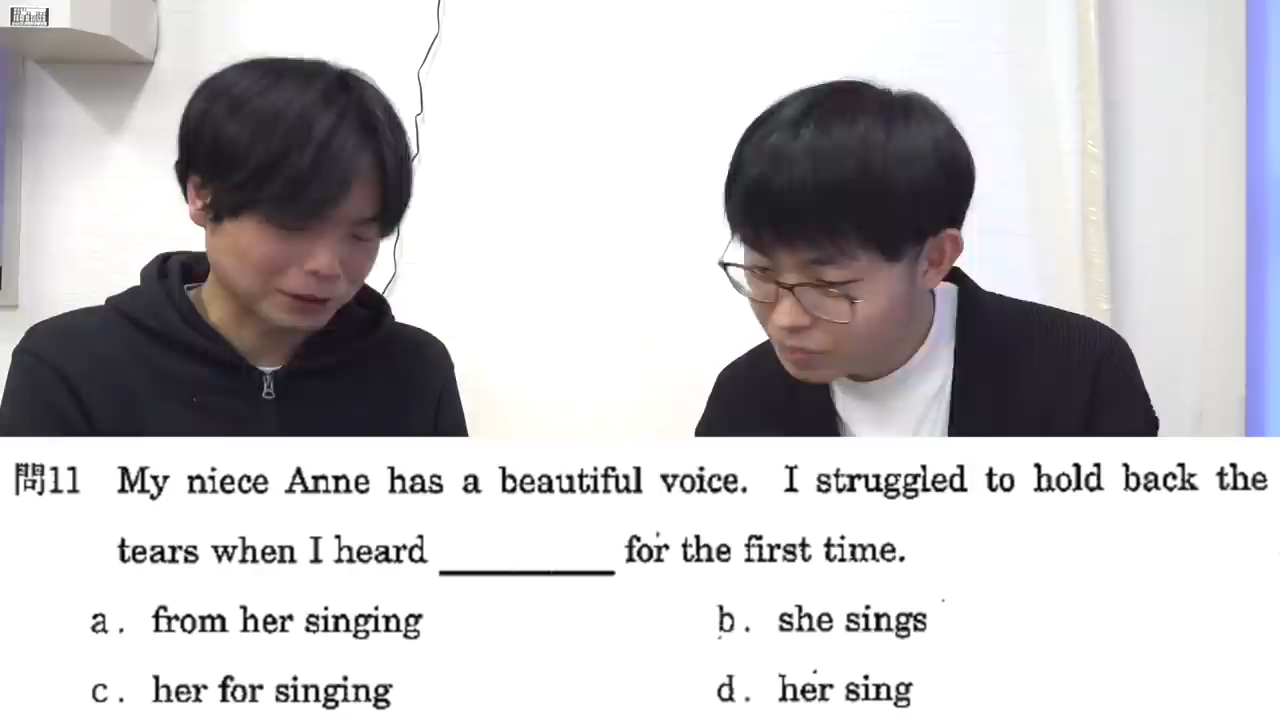 問11 My niece Anne has a beautiful voice. I struggled to hold back the
tears when I heard ________ for the first time.
a. from her singing
b. she sings
c. her for singing
d. her sing